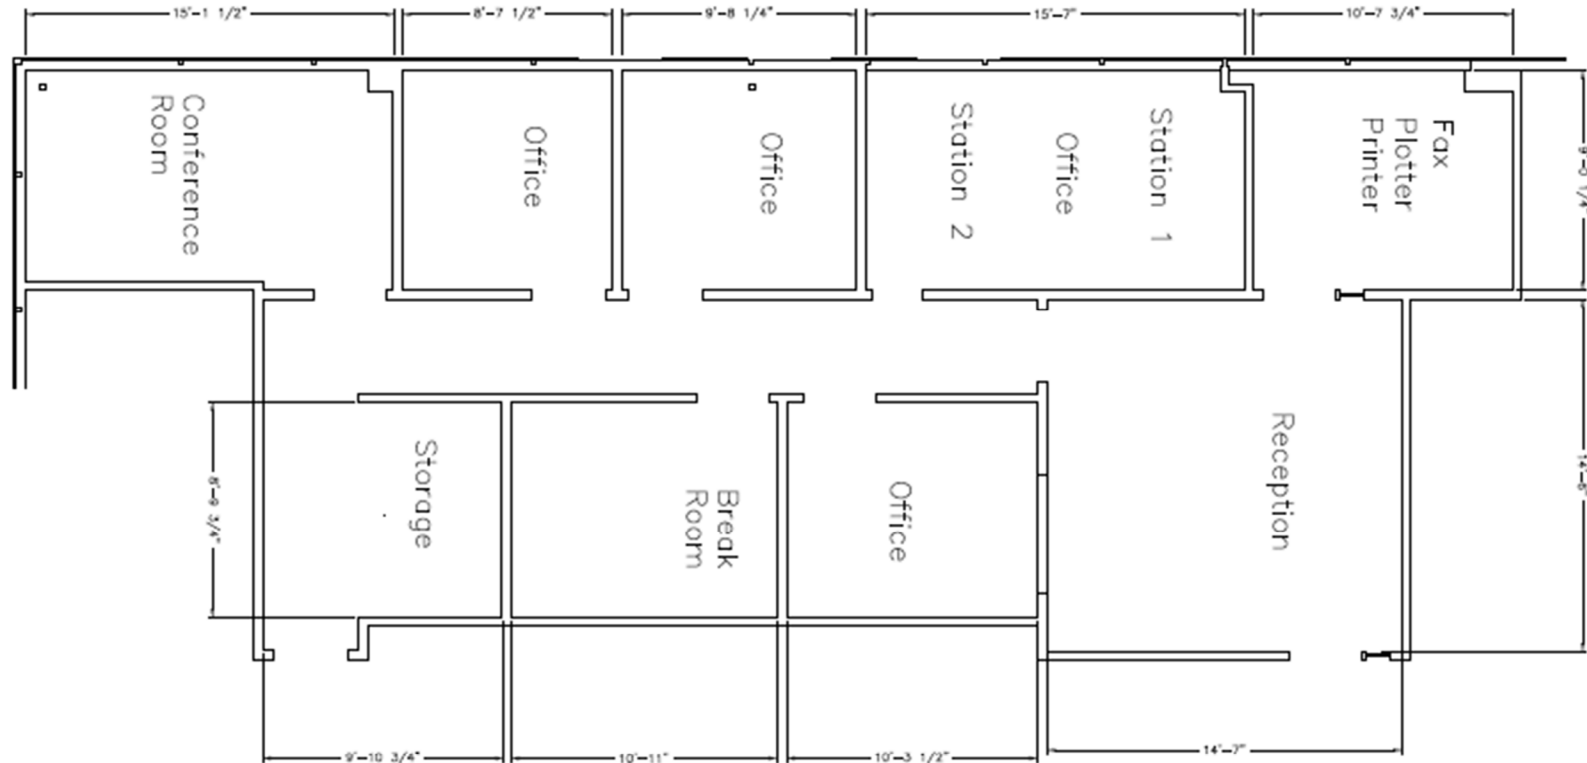 15'-1 1/2"
8'-7 1/2"
9'-8 1/4"
15'-7"
10'-7 3/4"
Conference
Room
Office
Office
Station 2
Office
Station 1
Fax
Plotter
Printer
8'-9 3/4"
Storage
Break
Room
Office
Reception
9'-10 3/4"
10'-11"
10'-3 1/2"
14'-7"